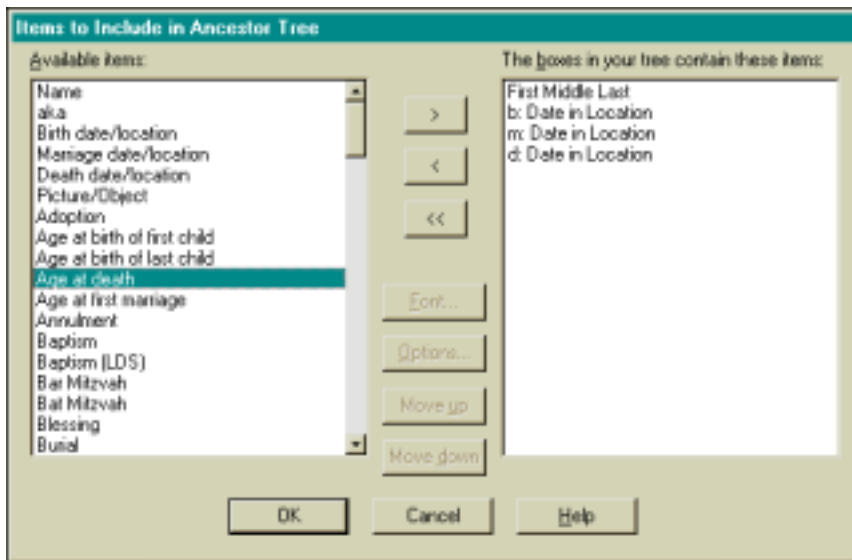 Items to Include in Ancestor Tree
Available items:
Name
aka
Birth date/location
Marriage date/location
Death date/location
Picture/Object
Adoption
Age at birth of first child
Age at birth of last child
Age at death
Age at first marriage
Annulment
Baptism
Baptism (LDS)
Bar Mitzvah
Bat Mitzvah
Blessing
Burial
>
<
<<
Font...
Options...
Move up
Move down
The boxes in your tree contain these items:
First Middle Last
b: Date in Location
m: Date in Location
d: Date in Location
OK
Cancel
Help